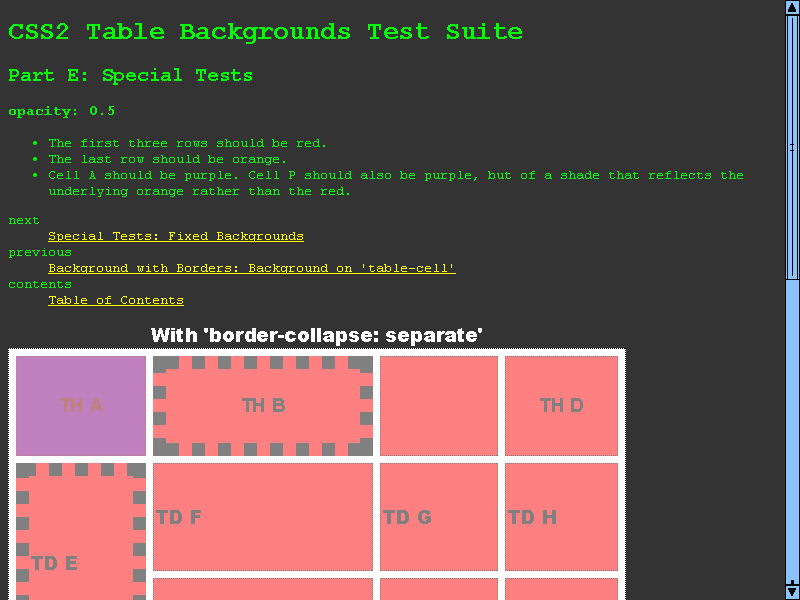 CSS2 Table Backgrounds Test Suite
Part E: Special Tests
opacity: 0.5
• The first three rows should be red.
• The last row should be orange.
• Cell A should be purple. Cell P should also be purple, but of a shade that reflects the
underlying orange rather than the red.
next
Special Tests: Fixed Backgrounds
previous
Background with Borders: Background on 'table-cell'
contents
Table of Contents
With 'border-collapse: separate'
TH A TH B TH D
TD F TD G TD H
TD E